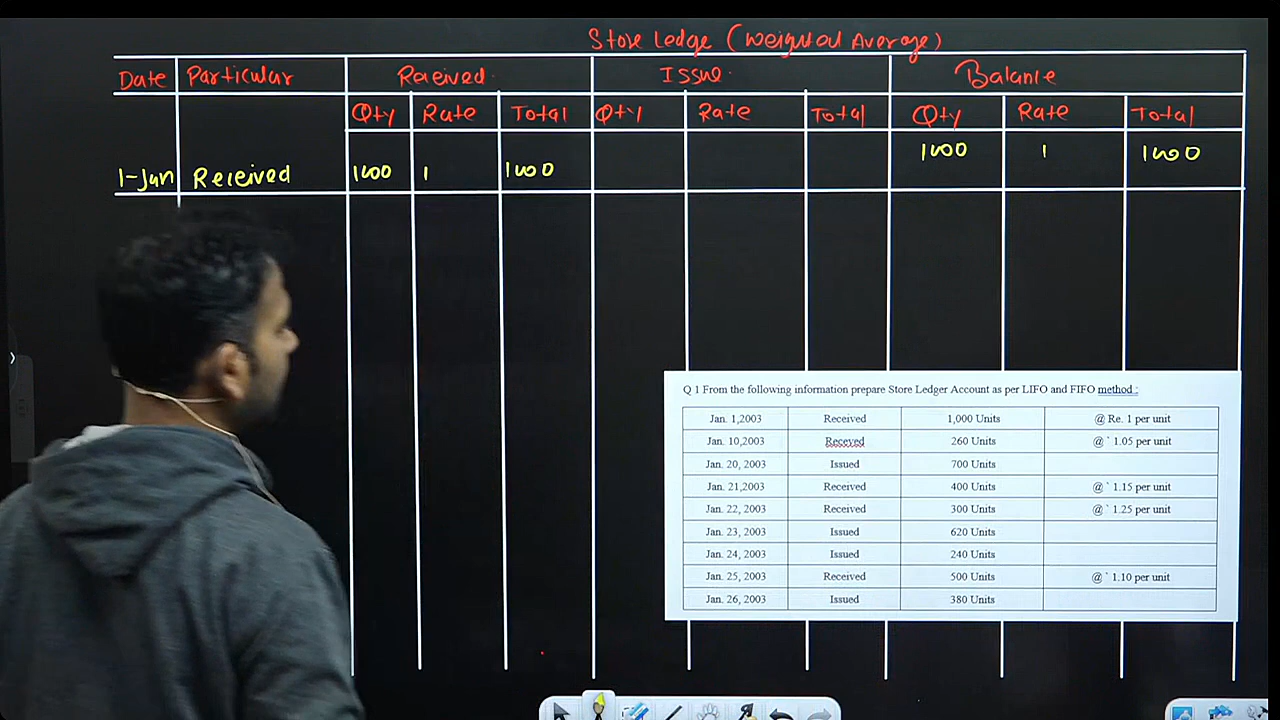 Store Ledge (Weighted Average)
Date Particular Received Issue Balance
Qty Rate Total Qty Rate Total Qty Rate Total
1-Jan Received 1000 1 1000 1000 1 1000
Q 1 From the following information prepare Store Ledger Account as per LIFO and FIFO method :
Jan. 1,2003 Received 1,000 Units @ Re. 1 per unit
Jan. 10,2003 Receved 260 Units @ ` 1.05 per unit
Jan. 20, 2003 Issued 700 Units
Jan. 21,2003 Received 400 Units @ ` 1.15 per unit
Jan. 22, 2003 Received 300 Units @ ` 1.25 per unit
Jan. 23, 2003 Issued 620 Units
Jan. 24, 2003 Issued 240 Units
Jan. 25, 2003 Received 500 Units @ ` 1.10 per unit
Jan. 26, 2003 Issued 380 Units